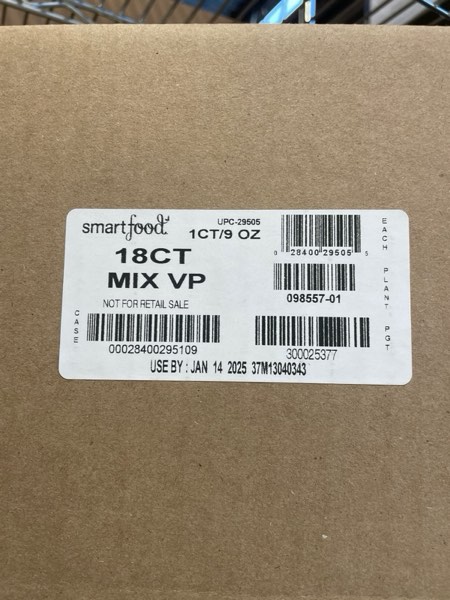 smartfood
UPC-29505
1CT/9 OZ
18CT
MIX VP
NOT FOR RETAIL SALE
0 28400 29505 5
EACH
098557-01
PLANT
CASE
00028400295109
300025377
PGT
USE BY : JAN 14 2025 37M13040343